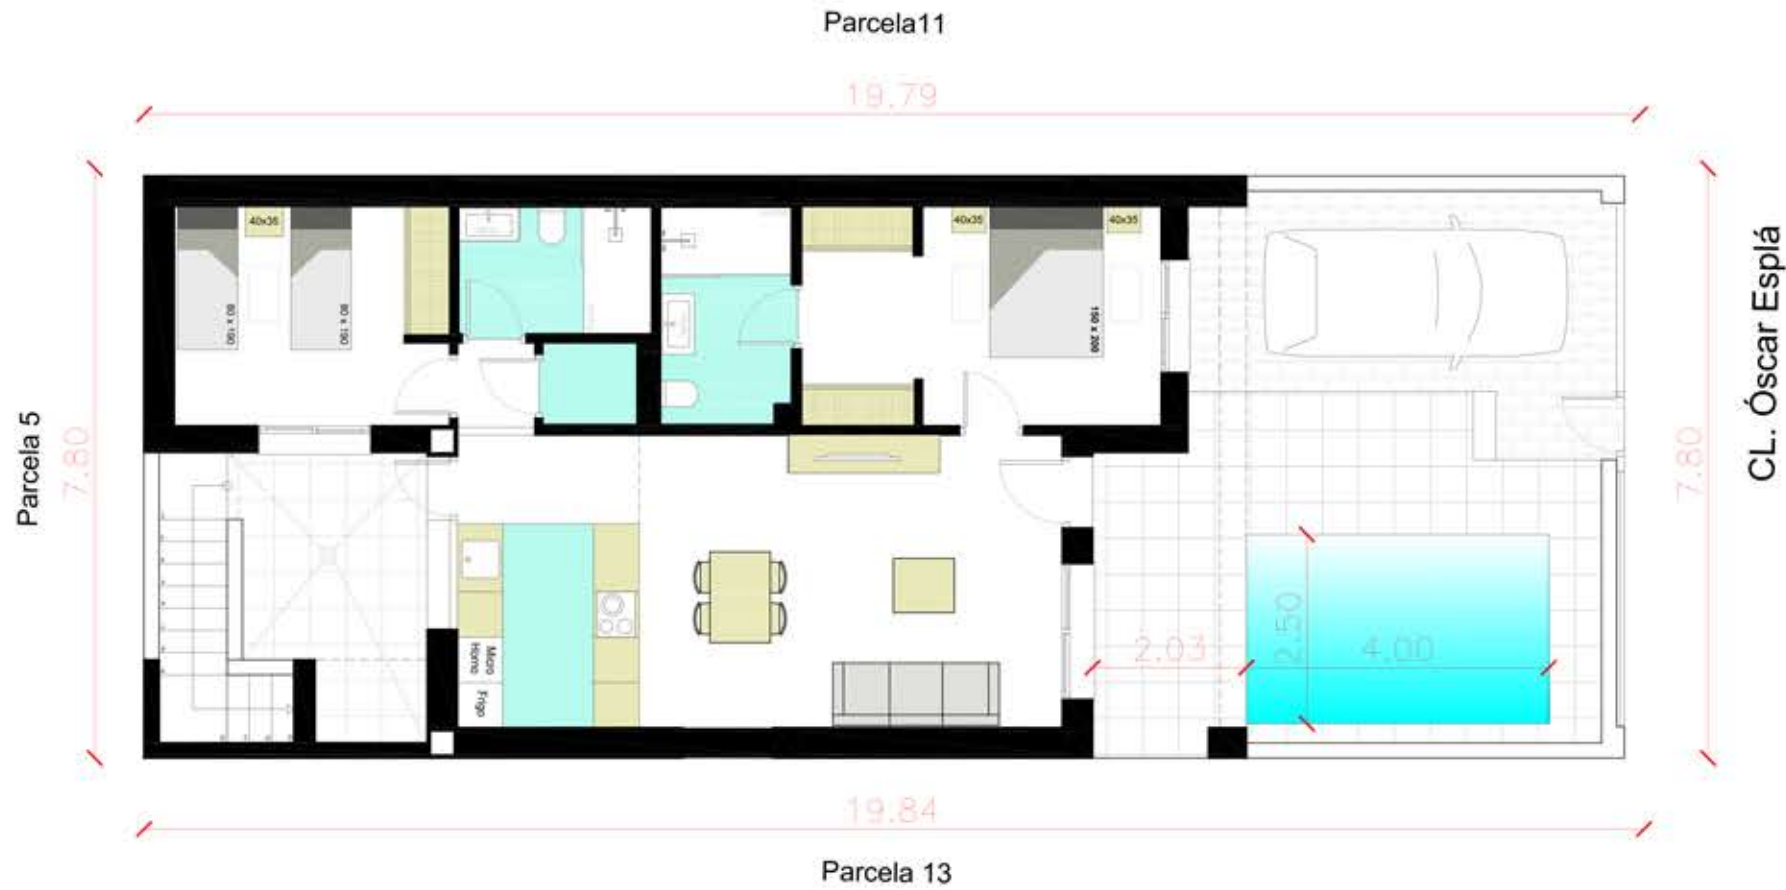 Parcela11
19.79
40x35
40x35
40x35
80 x 190
80 x 190
150 x 200
Parcela 5
7.80
7.80
CL. Óscar Esplá
Micro
Horno
Frigo
2.03
2.50
4.00
19.84
Parcela 13